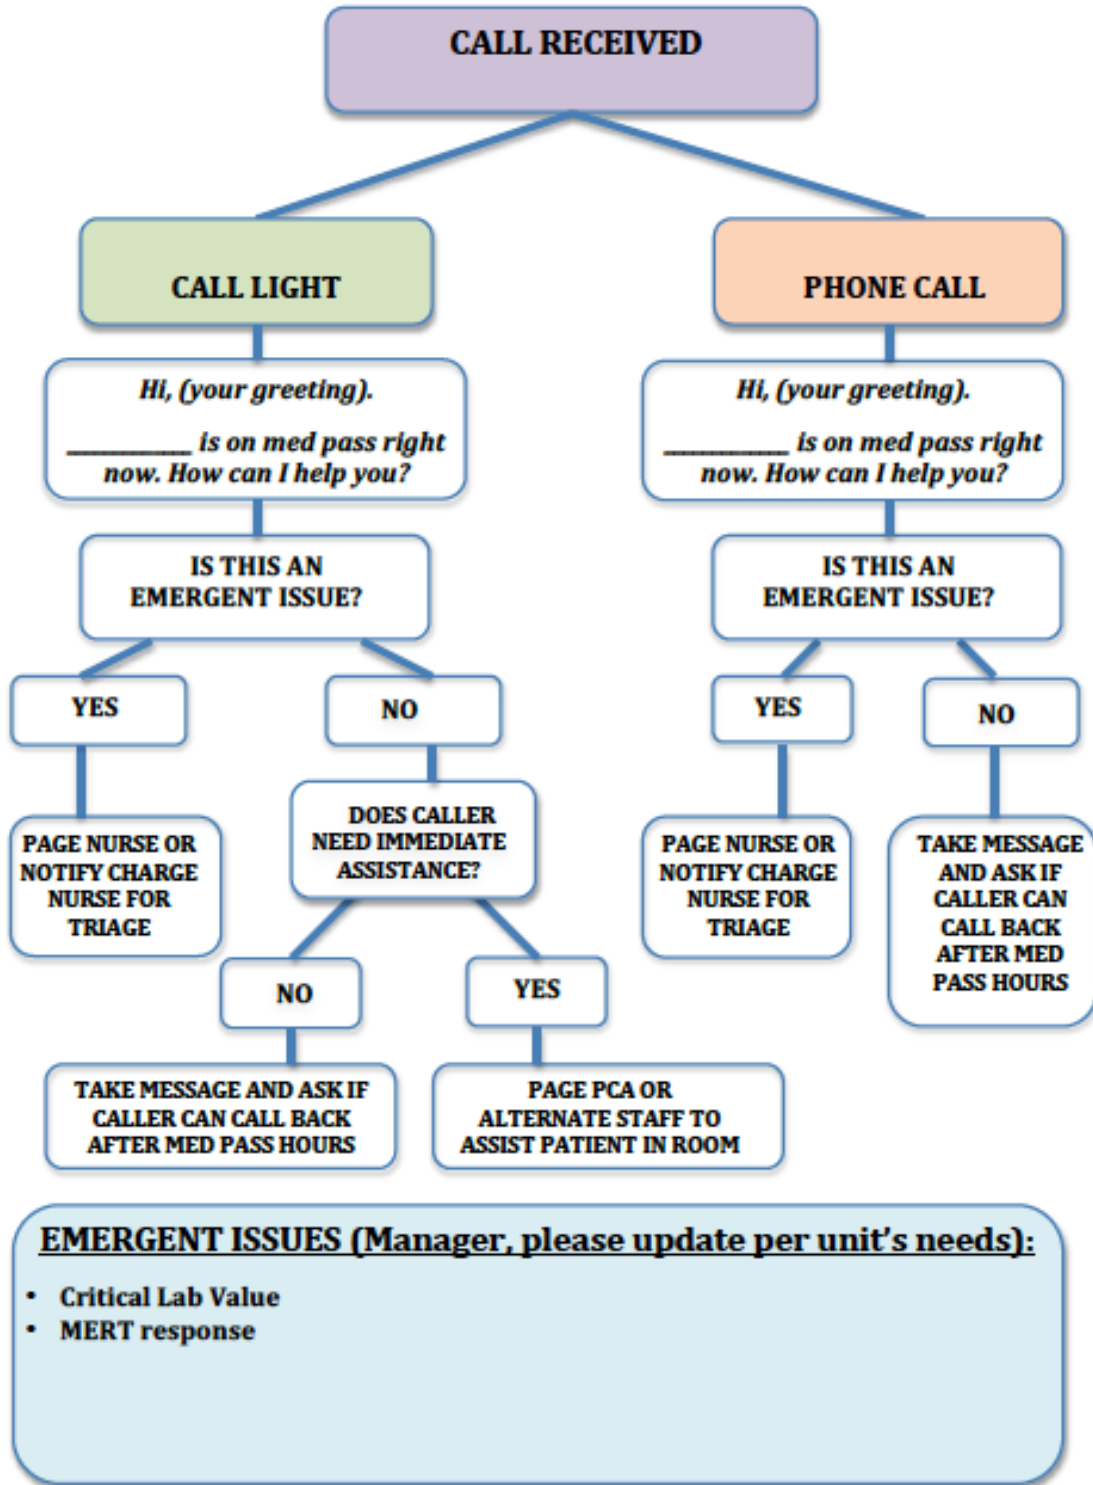 CALL RECEIVED
CALL LIGHT
Hi, (your greeting).
____________ is on med pass right
now. How can I help you?
IS THIS AN
EMERGENT ISSUE?
YES
NO
PAGE NURSE OR
NOTIFY CHARGE
NURSE FOR
TRIAGE
DOES CALLER
NEED IMMEDIATE
ASSISTANCE?
NO
YES
TAKE MESSAGE AND ASK IF
CALLER CAN CALL BACK
AFTER MED PASS HOURS
PAGE PCA OR
ALTERNATE STAFF TO
ASSIST PATIENT IN ROOM
PHONE CALL
Hi, (your greeting).
____________ is on med pass right
now. How can I help you?
IS THIS AN
EMERGENT ISSUE?
YES
NO
PAGE NURSE OR
NOTIFY CHARGE
NURSE FOR
TRIAGE
TAKE MESSAGE
AND ASK IF
CALLER CAN
CALL BACK
AFTER MED
PASS HOURS
EMERGENT ISSUES (Manager, please update per unit's needs):
• Critical Lab Value
• MERT response